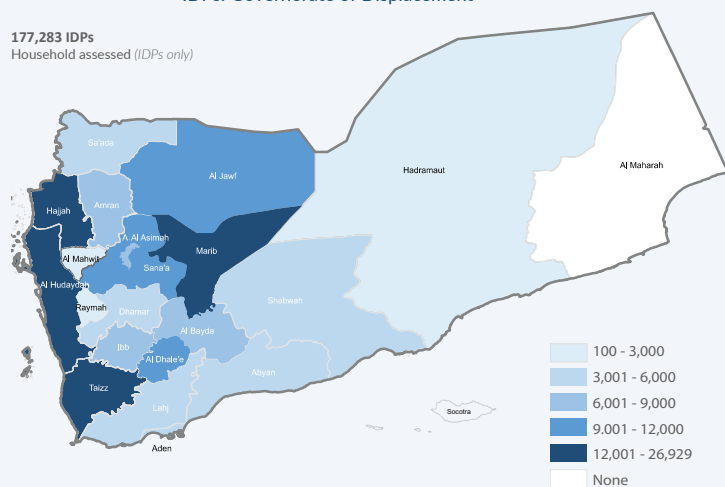 177,283 IDPs
Household assessed (IDPs only)
Sa'ada
Al Jawf
Hadramaut
Al Maharah
Amran
Hajjah
A. Al Asimah
Marib
Al Mahwit
Sana'a
Al Hudaydah
Raymah
Dhamar
Shabwah
Al Bayda
Ibb
Al Dhale'e
Abyan
Taizz
Lahj
Socotra
Aden
100 - 3,000
3,001 - 6,000
6,001 - 9,000
9.001 - 12,000
12,001 - 26,929
None